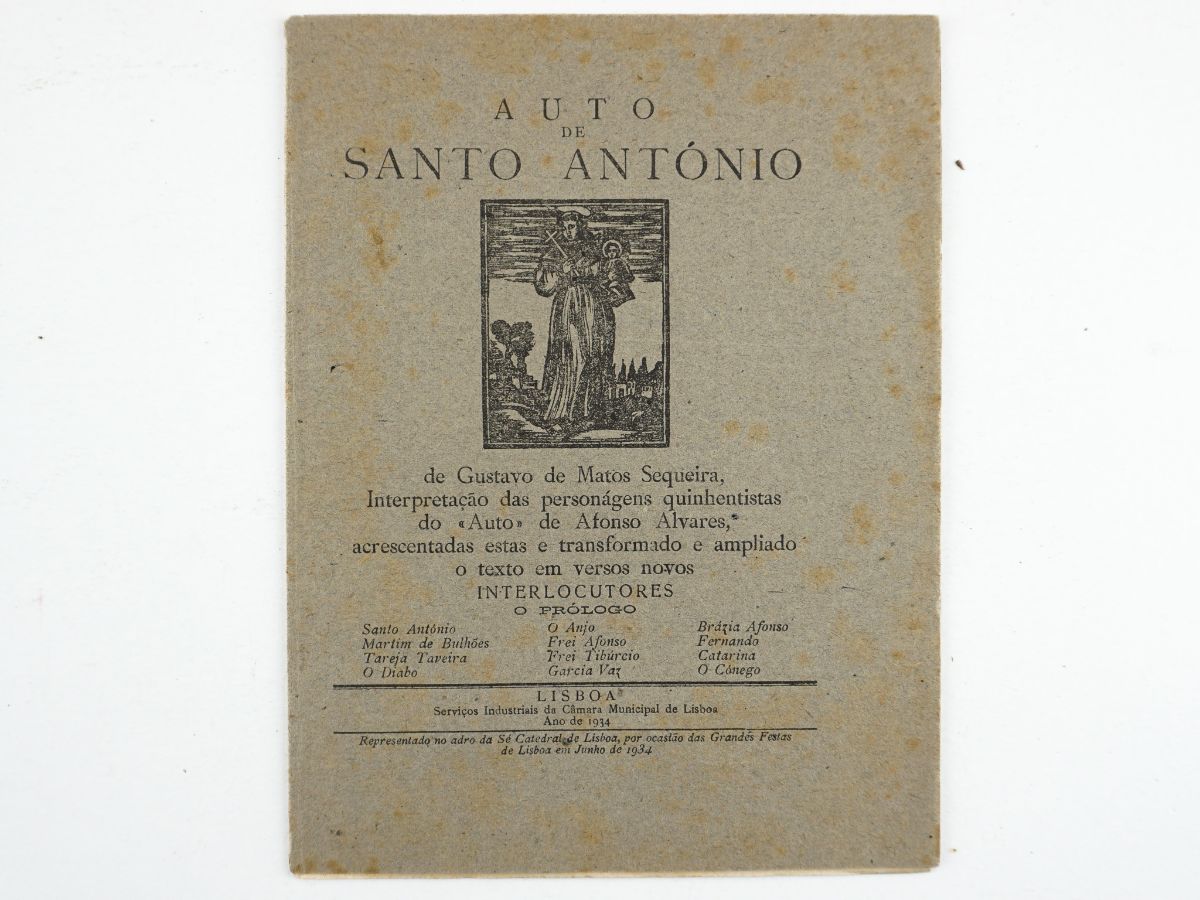 AUTO
DE
SANTO ANTÓNIO
de Gustavo de Matos Sequeira,
Interpretação das personágens quinhentistas
do «Auto» de Afonso Alvares,
acrescentadas estas e transformado e ampliado
o texto em versos novos
INTERLOCUTORES
O PRÓLOGO
Santo António O Anjo Brázia Afonso
Martim de Bulhões Frei Afonso Fernando
Tareja Taveira Frei Tibúrcio Catarina
O Diabo Garcia Vaz O Cónego
LISBOA
Serviços Industriais da Câmara Municipal de Lisboa
Ano de 1934
Representado no adro da Sé Catedral de Lisboa, por ocasião das Grandes Festas
de Lisboa em Junho de 1934